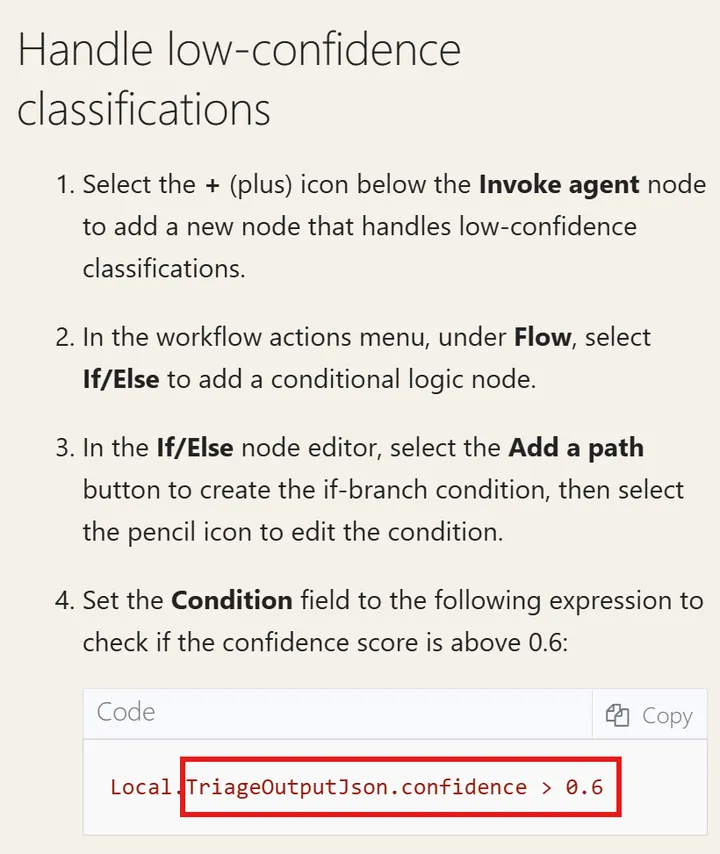 Handle low-confidence
classifications
1. Select the + (plus) icon below the Invoke agent node
to add a new node that handles low-confidence
classifications.
2. In the workflow actions menu, under Flow, select
If/Else to add a conditional logic node.
3. In the If/Else node editor, select the Add a path
button to create the if-branch condition, then select
the pencil icon to edit the condition.
4. Set the Condition field to the following expression to
check if the confidence score is above 0.6:
Code Copy
Local.TriageOutputJson.confidence > 0.6